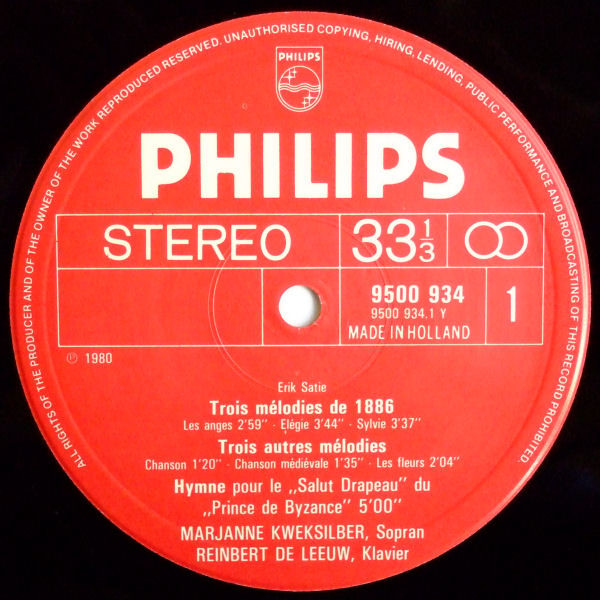 ALL RIGHTS OF THE PRODUCER AND OF THE OWNER OF THE WORK REPRODUCED RESERVED. UNAUTHORISED COPYING, HIRING, LENDING, PUBLIC PERFORMANCE AND BROADCASTING OF THIS RECORD PROHIBITED.
PHILIPS
PHILIPS
STEREO
33 1/3
9500 934
9500 934.1 Y
MADE IN HOLLAND
1
℗ 1980
Erik Satie
Trois mélodies de 1886
Les anges 2'59" · Elégie 3'44" · Sylvie 3'37"
Trois autres mélodies
Chanson 1'20" · Chanson médiévale 1'35" · Les fleurs 2'04"
Hymne pour le „Salut Drapeau" du
„Prince de Byzance" 5'00"
MARJANNE KWEKSILBER, Sopran
REINBERT DE LEEUW, Klavier